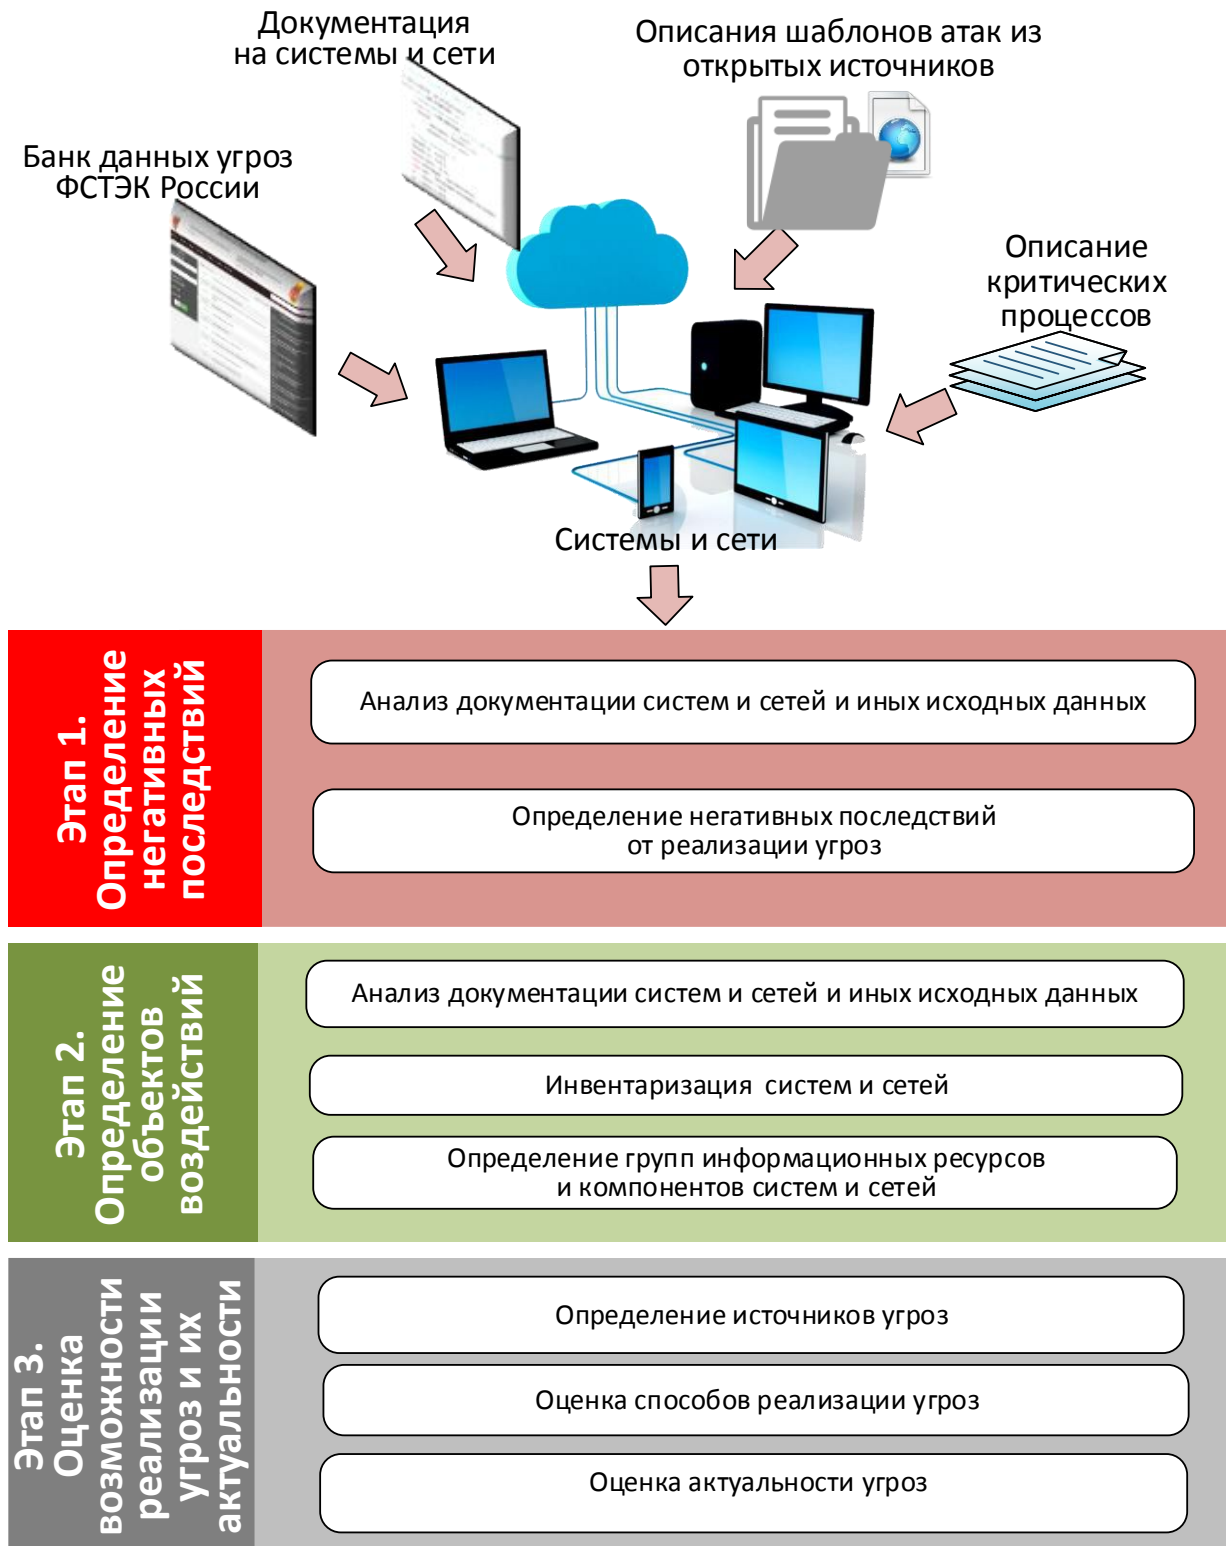 Документация
на системы и сети
Описания шаблонов атак из
открытых источников
Банк данных угроз
ФСТЭК России
Описание
критических
процессов
Системы и сети
Этап 1.
Определение
негативных
последствий
Анализ документации систем и сетей и иных исходных данных
Определение негативных последствий
от реализации угроз
Этап 2.
Определение
объектов
воздействий
Анализ документации систем и сетей и иных исходных данных
Инвентаризация систем и сетей
Определение групп информационных ресурсов
и компонентов систем и сетей
Этап 3.
Оценка
возможности
реализации
угроз и их
актуальности
Определение источников угроз
Оценка способов реализации угроз
Оценка актуальности угроз